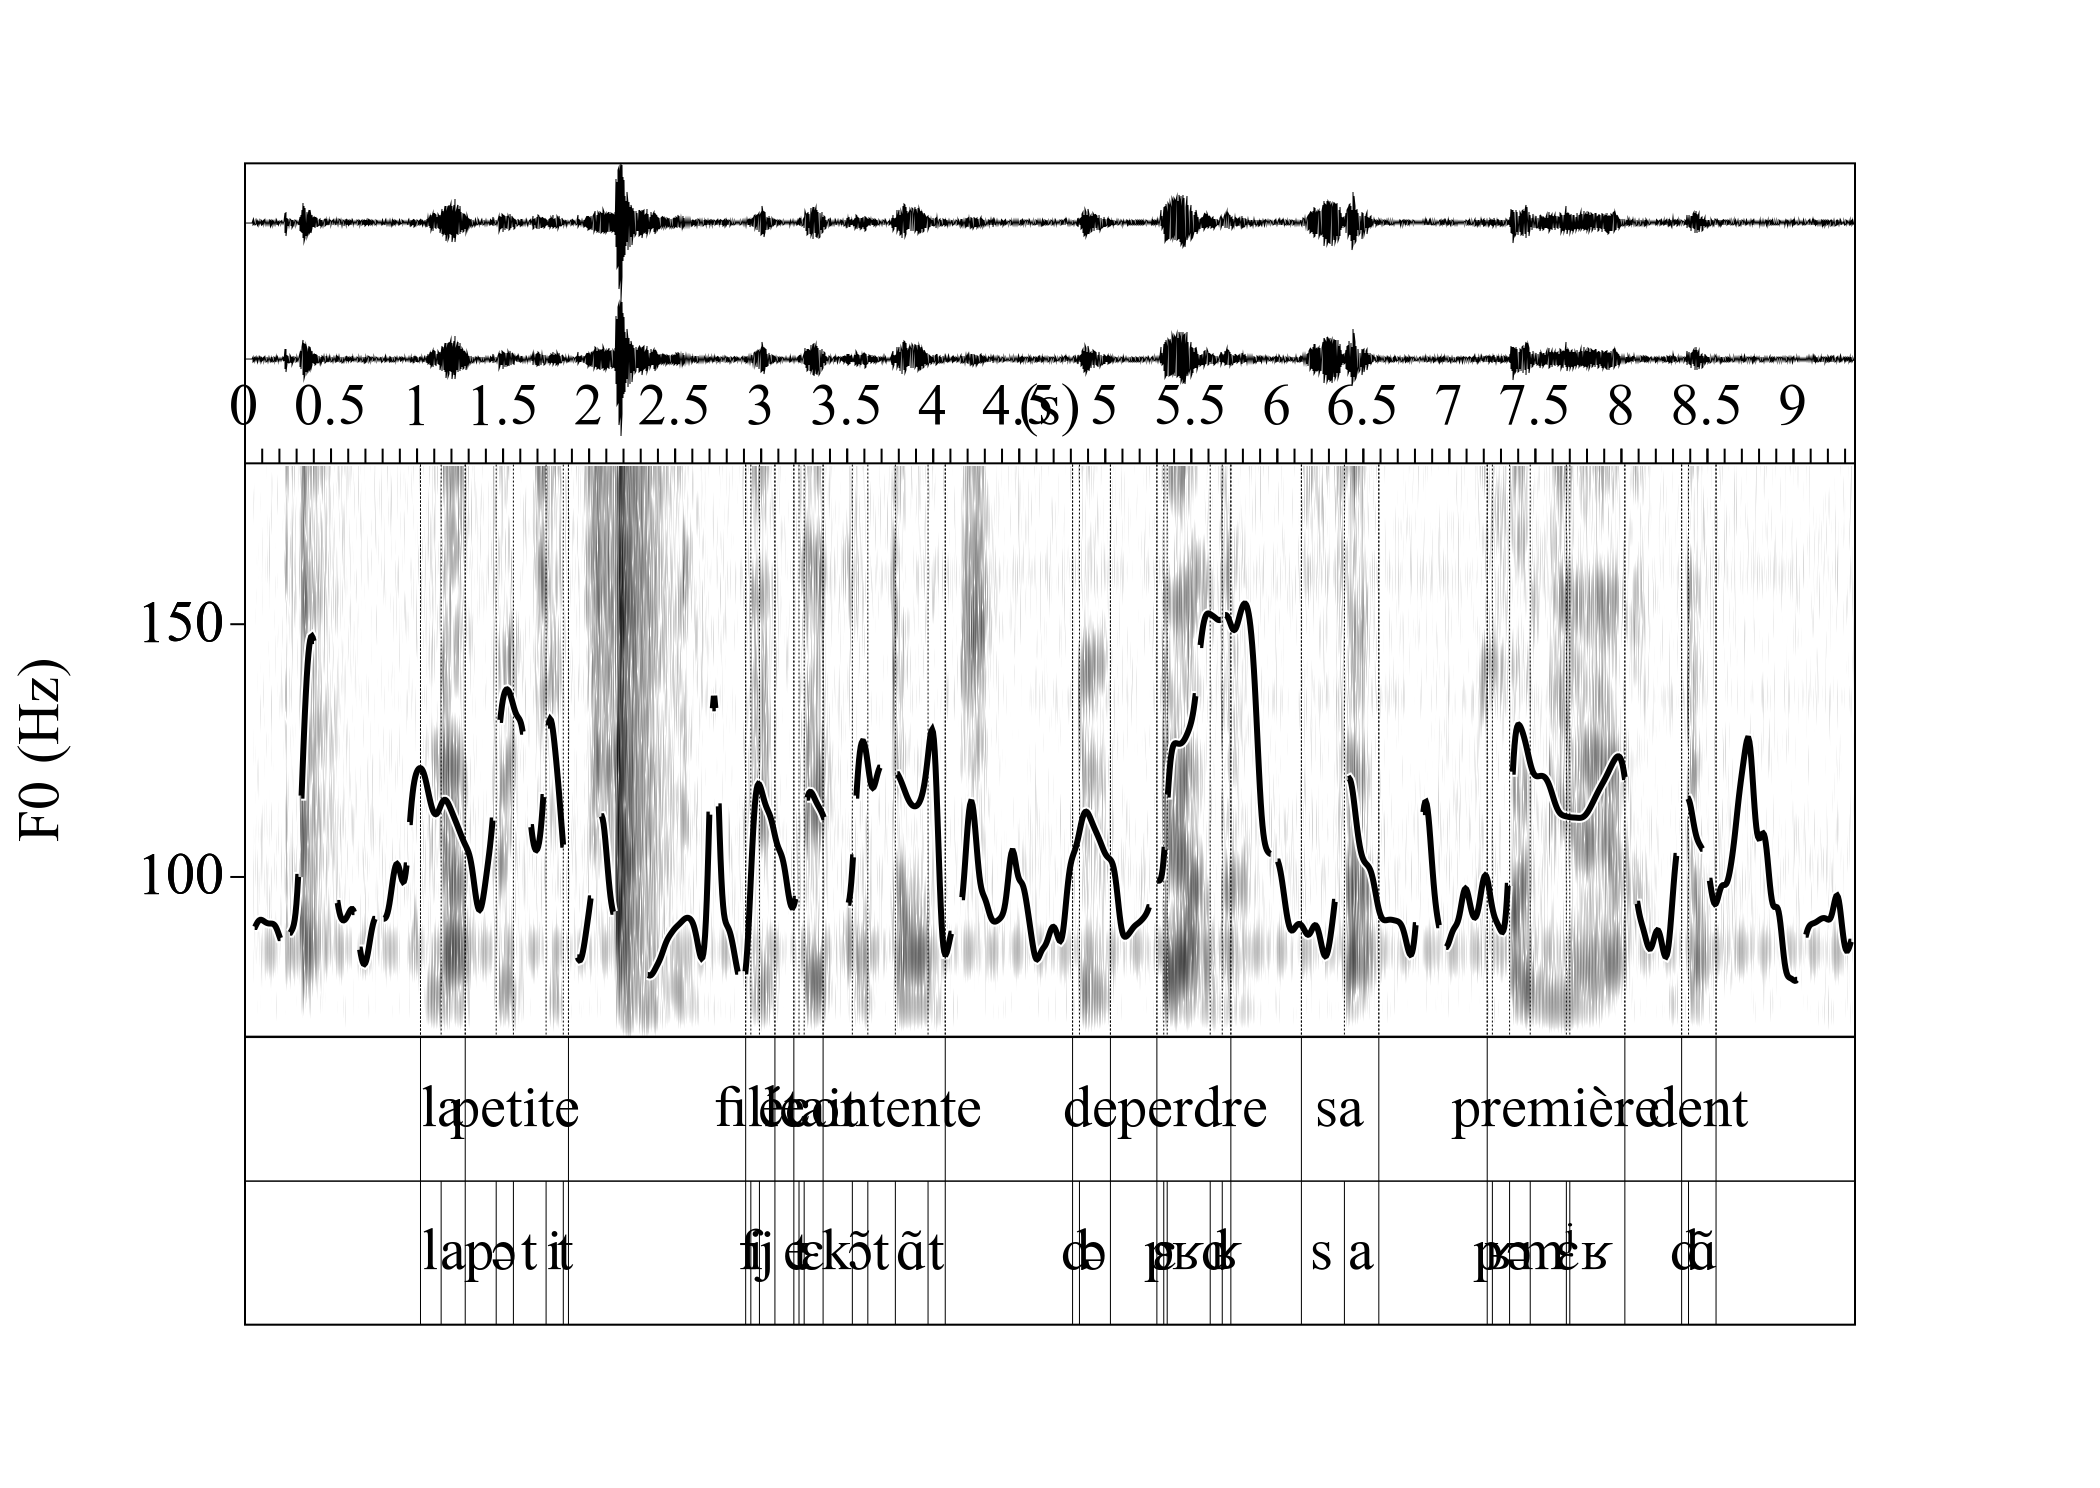 0 0.5 1 1.5 2 2.5 3 3.5 4 4.5 (s) 5 5.5 6 6.5 7 7.5 8 8.5 9
150
100
F0 (Hz)
la petite fille était contente de perdre sa première dent
l a p ə t i t f i j e t ɛ k ɔ̃ t ɑ̃ t d ə p ɛ ʁ d ʁ s a p ʁ ə m i̯ ɛ ʁ d ɑ̃